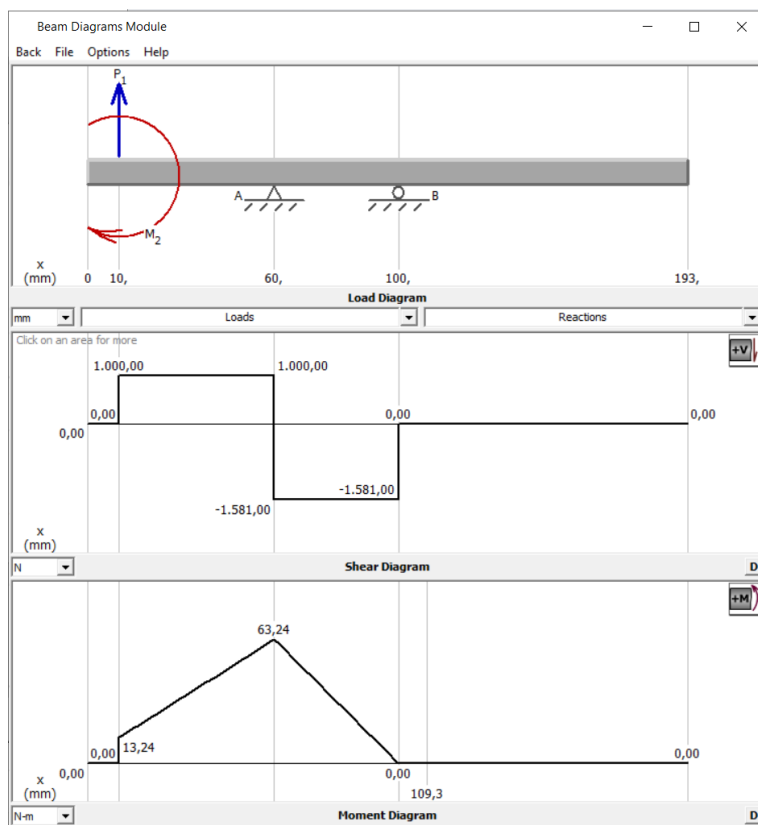 Beam Diagrams Module
Back File Options Help
P1
A
B
M2
x
(mm) 0 10, 60, 100, 193,
Load Diagram
mm Loads Reactions
Click on an area for more
+V
1.000,00 1.000,00
0,00 0,00 0,00
0,00
-1.581,00
-1.581,00
x
(mm)
N Shear Diagram D
+M
63,24
0,00 13,24 0,00
0,00 0,00 0,00
x
(mm) 109,3
N-m Moment Diagram D